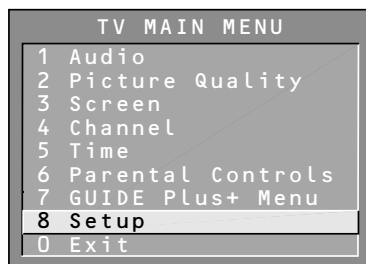 TV MAIN MENU
1 Audio
2 Picture Quality
3 Screen
4 Channel
5 Time
6 Parental Controls
7 GUIDE Plus+ Menu
8 Setup
0 Exit